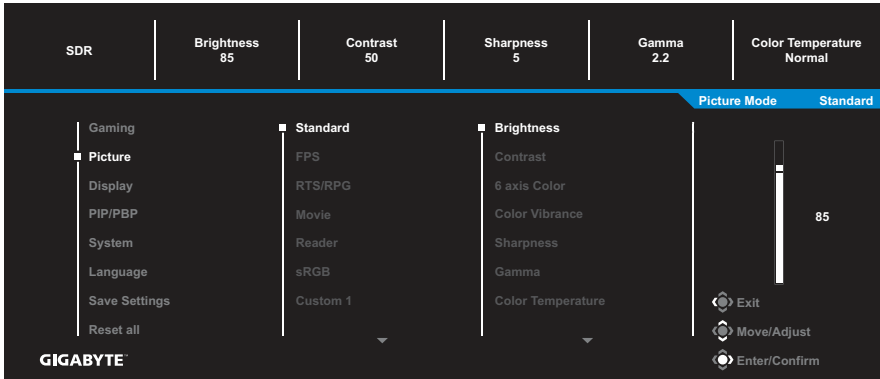 SDR
Brightness
85
Contrast
50
Sharpness
5
Gamma
2.2
Color Temperature
Normal
Picture Mode Standard
Gaming
Picture
Display
PIP/PBP
System
Language
Save Settings
Reset all
Standard
FPS
RTS/RPG
Movie
Reader
sRGB
Custom 1
Brightness
Contrast
6 axis Color
Color Vibrance
Sharpness
Gamma
Color Temperature
85
Exit
Move/Adjust
Enter/Confirm
GIGABYTE™